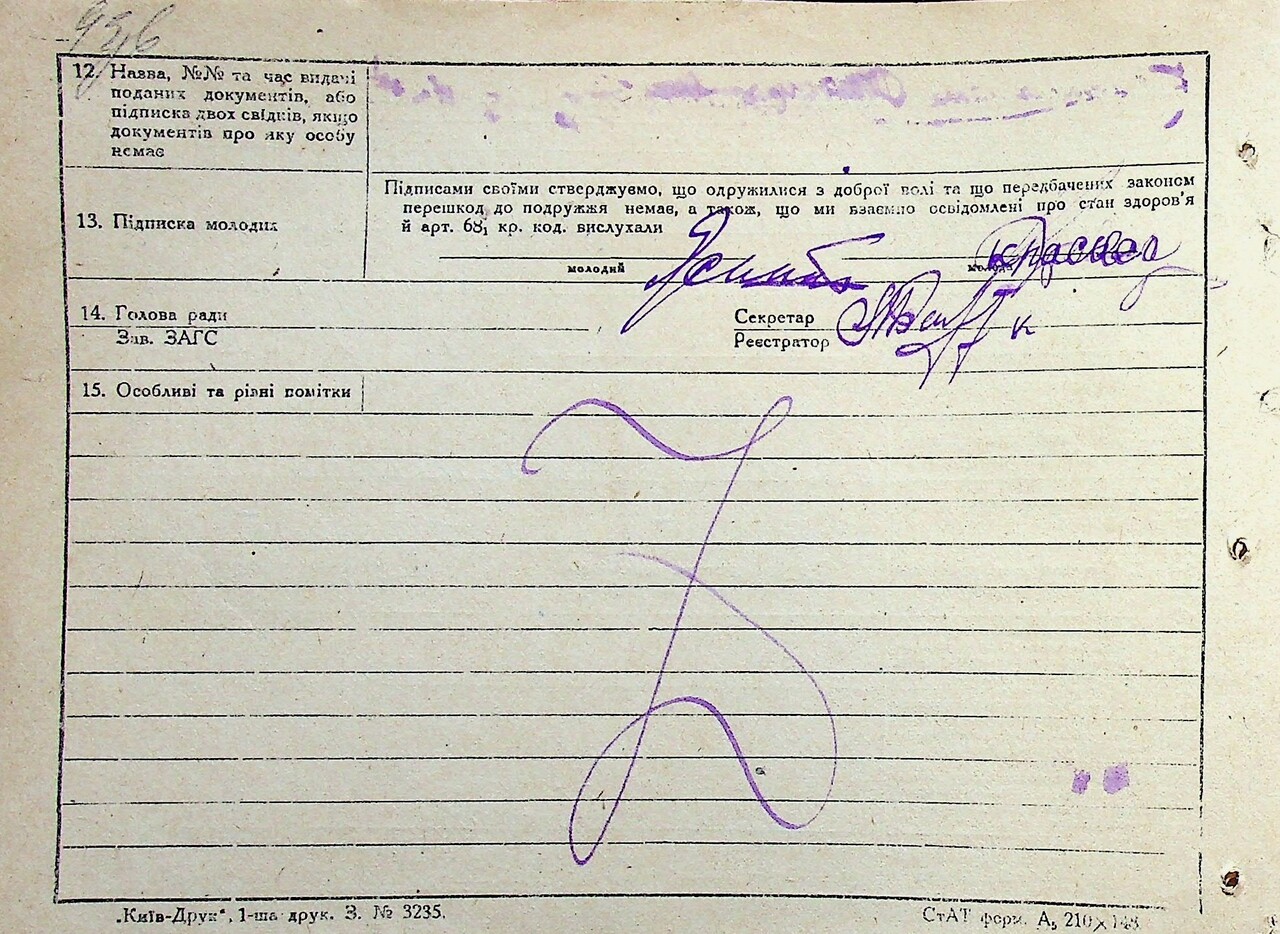 12. Назва, №№ та час видачі
поданих документів, або
підписка двох свідків, якщо
документів про яку особу
немає
Підписами своїми стверджуємо, що одружилися з доброї волі та що передбачених законом
перешкод до подружжя немає, а також, що ми взаємно освідомлені про стан здоров'я
й арт. 68₁ кр. код. вислухали
13. Підписка молодих
молодий
молода
14. Голова ради
Зав. ЗАГС
Секретар
Реєстратор
15. Особливі та рівні помітки
„Київ-Друк", 1-ша друк. З. № 3235.
СтАТ форм. А₅ 210×148